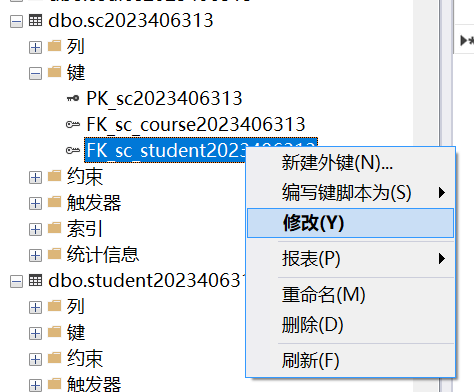 dbo.sc2023406313
列
键
PK_sc2023406313
FK_sc_course2023406313
FK_sc_student2023406313
约束
触发器
索引
统计信息
dbo.student20234063
列
键
约束
触发器
新建外键(N)...
编写键脚本为(S)
修改(Y)
报表(P)
重命名(M)
删除(D)
刷新(F)